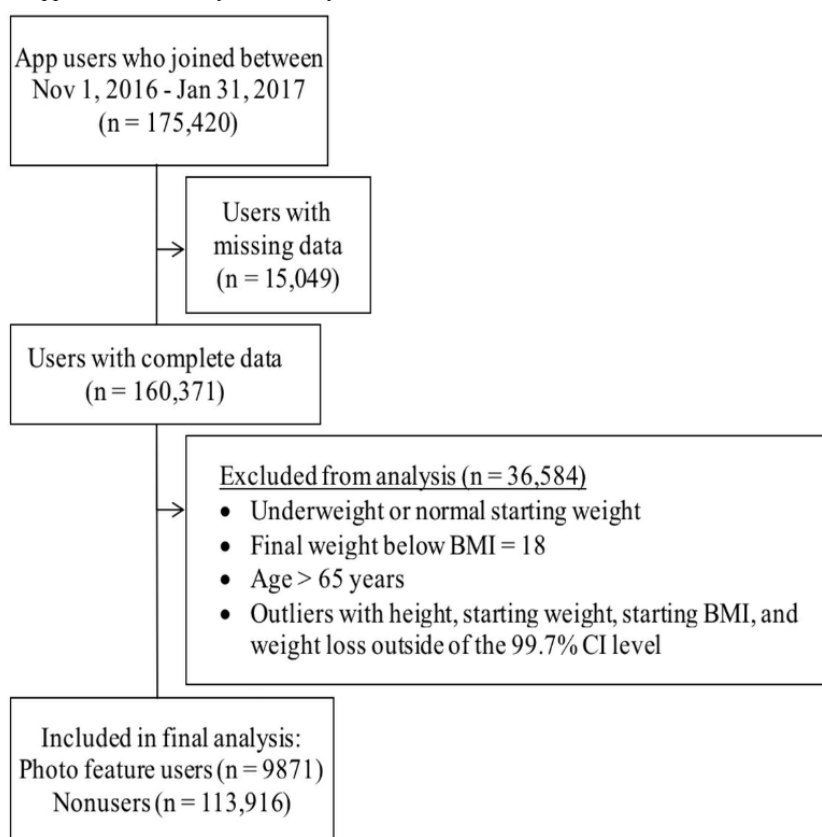 App users who joined between
Nov 1, 2016 - Jan 31, 2017
(n = 175,420)
Users with
missing data
(n = 15,049)
Users with complete data
(n = 160,371)
Excluded from analysis (n = 36,584)
• Underweight or normal starting weight
• Final weight below BMI = 18
• Age > 65 years
• Outliers with height, starting weight, starting BMI, and
weight loss outside of the 99.7% CI level
Included in final analysis:
Photo feature users (n = 9871)
Nonusers (n = 113,916)